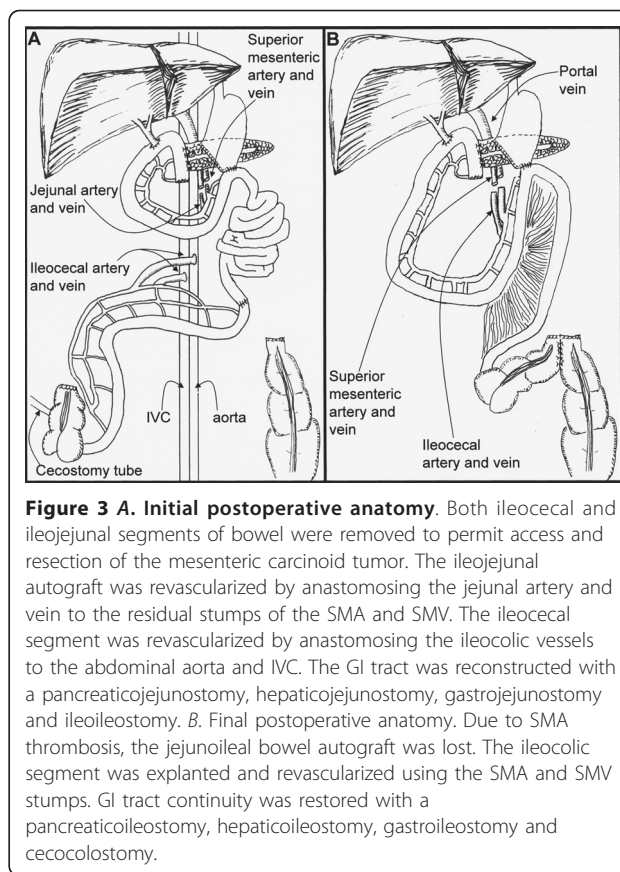 A
Superior
mesenteric
artery and
vein
Jejunal artery
and vein
Ileocecal artery
and vein
IVC
aorta
Cecostomy tube
B
Portal
vein
Superior
mesenteric
artery and
vein
Ileocecal
artery and vein
Figure 3 A. Initial postoperative anatomy. Both ileocecal and
ileojejunal segments of bowel were removed to permit access and
resection of the mesenteric carcinoid tumor. The ileojejunal
autograft was revascularized by anastomosing the jejunal artery and
vein to the residual stumps of the SMA and SMV. The ileocecal
segment was revascularized by anastomosing the ileocolic vessels
to the abdominal aorta and IVC. The GI tract was reconstructed with
a pancreaticojejunostomy, hepaticojejunostomy, gastrojejunostomy
and ileoileostomy. B. Final postoperative anatomy. Due to SMA
thrombosis, the jejunoileal bowel autograft was lost. The ileocolic
segment was explanted and revascularized using the SMA and SMV
stumps. GI tract continuity was restored with a
pancreaticoileostomy, hepaticoileostomy, gastroileostomy and
cecocolostomy.